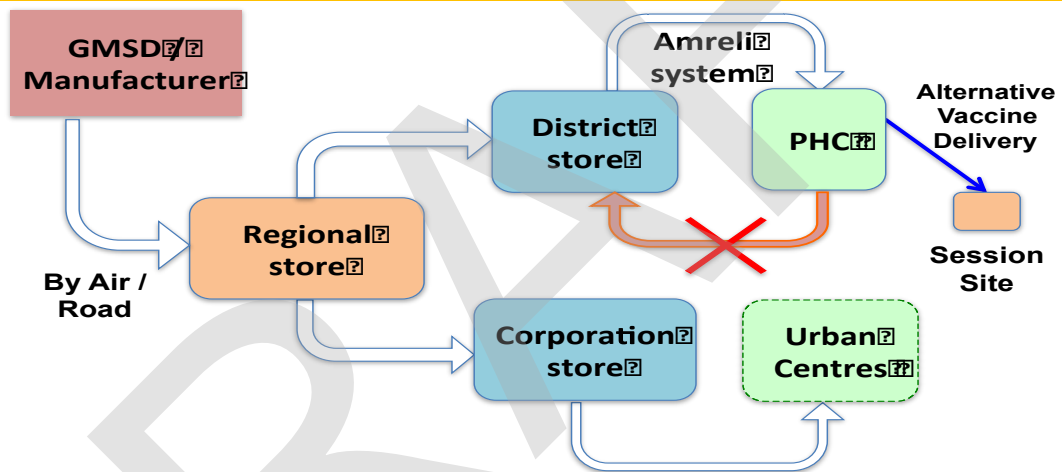 GMSD/
Manufacturer
By Air /
Road
Regional
store
District
store
Amreli
system
PHC
Alternative
Vaccine
Delivery
Session
Site
Corporation
store
Urban
Centres